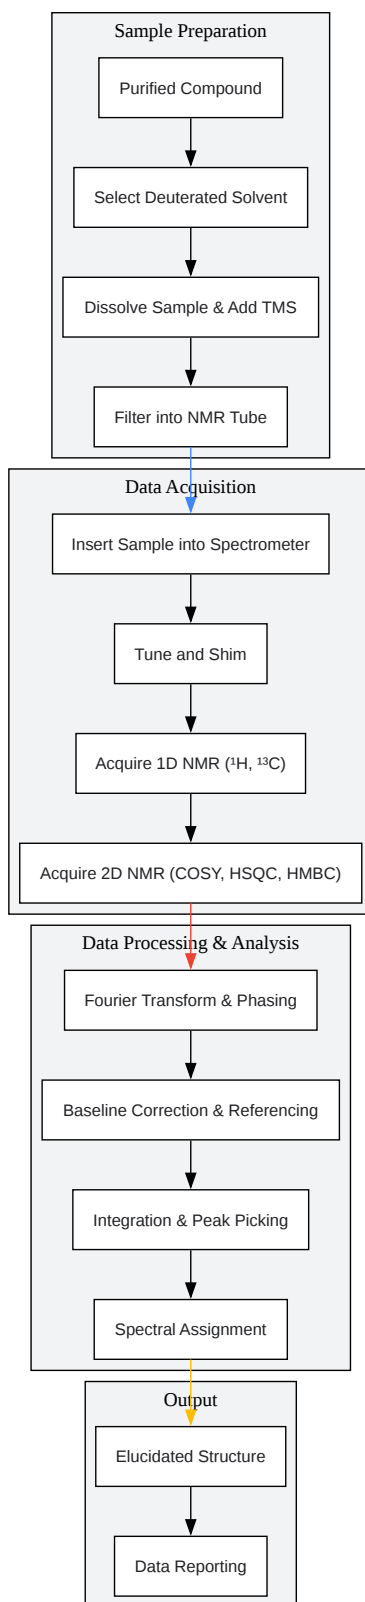 Sample Preparation
Purified Compound
Select Deuterated Solvent
Dissolve Sample & Add TMS
Filter into NMR Tube
Data Acquisition
Insert Sample into Spectrometer
Tune and Shim
Acquire 1D NMR (¹H, ¹³C)
Acquire 2D NMR (COSY, HSQC, HMBC)
Data Processing & Analysis
Fourier Transform & Phasing
Baseline Correction & Referencing
Integration & Peak Picking
Spectral Assignment
Output
Elucidated Structure
Data Reporting